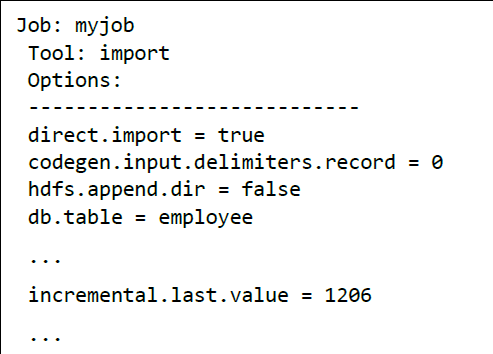 Job: myjob
Tool: import
Options:
----------------------------
direct.import = true
codegen.input.delimiters.record = 0
hdfs.append.dir = false
db.table = employee
...
incremental.last.value = 1206
...